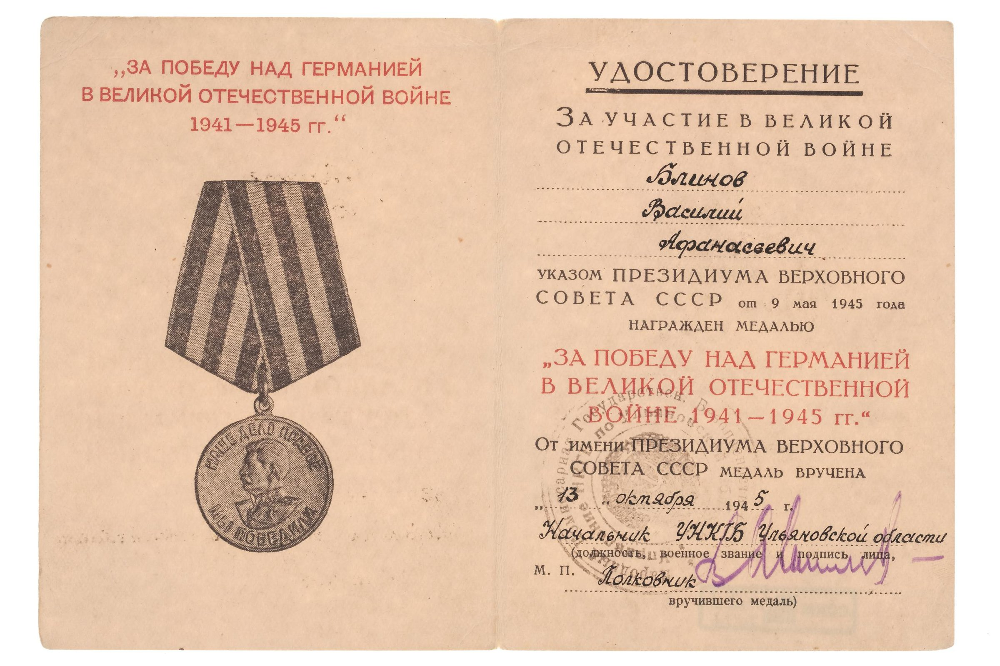 „ЗА ПОБЕДУ НАД ГЕРМАНИЕЙ
В ВЕЛИКОЙ ОТЕЧЕСТВЕННОЙ ВОЙНЕ
1941—1945 гг.“
НАШЕ ДЕЛО ПРАВОЕ
МЫ ПОБЕДИЛИ
УДОСТОВЕРЕНИЕ
ЗА УЧАСТИЕ В ВЕЛИКОЙ
ОТЕЧЕСТВЕННОЙ ВОЙНЕ
Блинов
Василий
Афанасьевич
УКАЗОМ ПРЕЗИДИУМА ВЕРХОВНОГО
СОВЕТА СССР от 9 мая 1945 года
НАГРАЖДЕН МЕДАЛЬЮ
„ЗА ПОБЕДУ НАД ГЕРМАНИЕЙ
В ВЕЛИКОЙ ОТЕЧЕСТВЕННОЙ
ВОЙНЕ 1941—1945 гг.“
ОТ ИМЕНИ ПРЕЗИДИУМА ВЕРХОВНОГО
СОВЕТА СССР МЕДАЛЬ ВРУЧЕНА
„13 „ октября 1945 г.
Начальник УНКГБ Ульяновской области
(должность, военное звание и подпись лица,
М. П. Полковник
вручившего медаль)